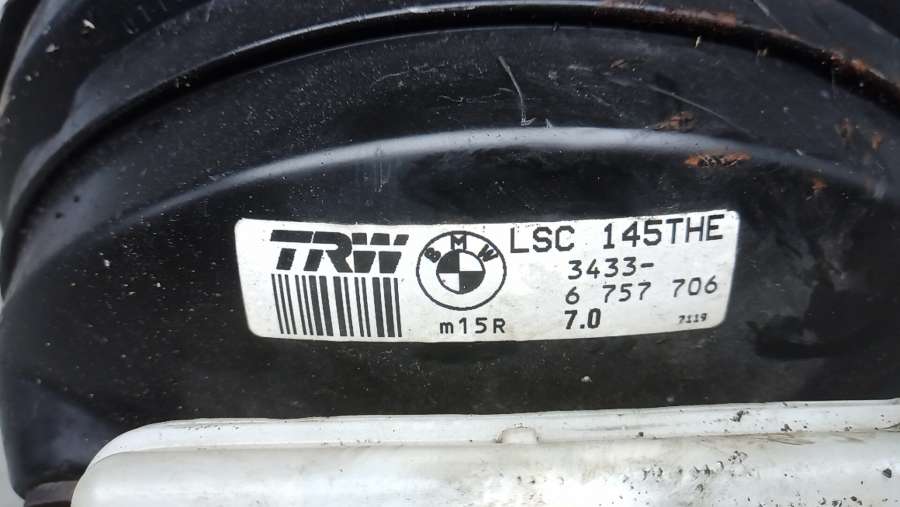 TRW BMW LSC 145THE
3433-
6 757 706
m15R 7.0 7119